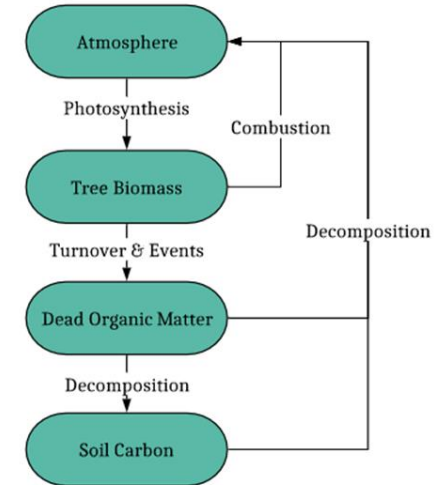 Atmosphere
Photosynthesis
Combustion
Tree Biomass
Decomposition
Turnover & Events
Dead Organic Matter
Decomposition
Soil Carbon